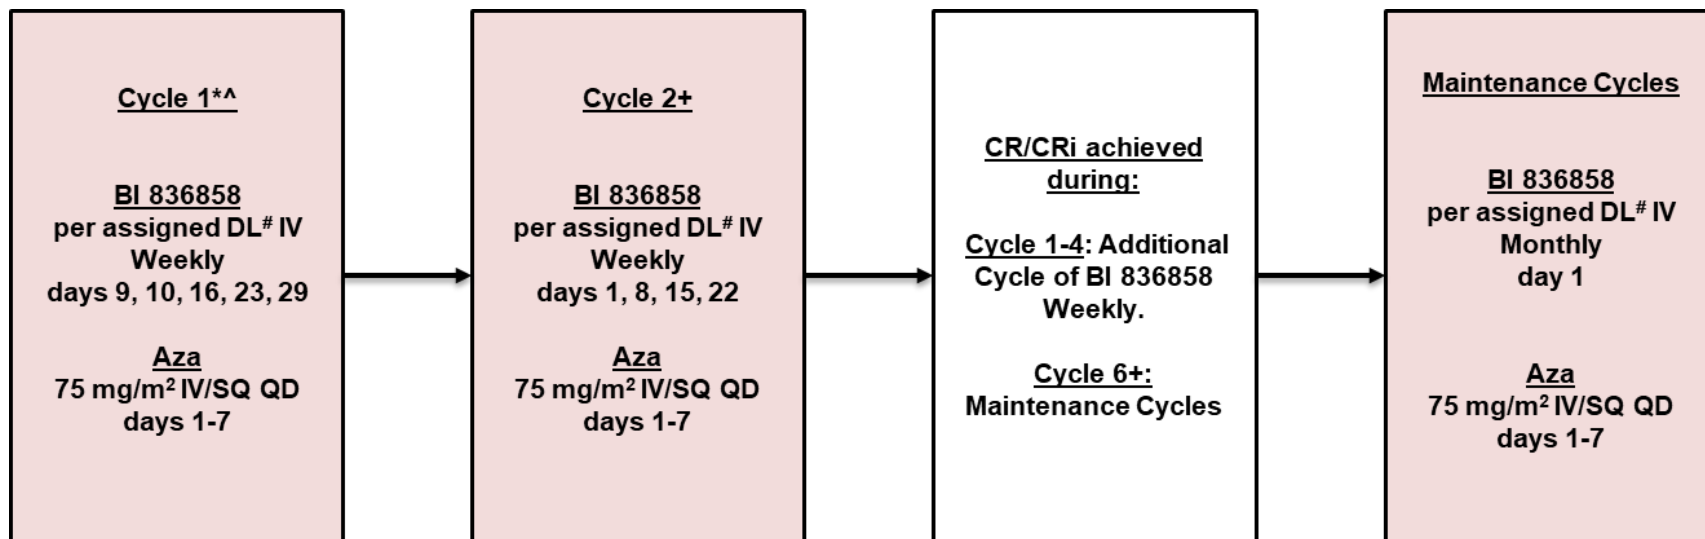 Cycle 1*^
BI 836858
per assigned DL# IV
Weekly
days 9, 10, 16, 23, 29
Aza
75 mg/m² IV/SQ QD
days 1-7
Cycle 2+
BI 836858
per assigned DL# IV
Weekly
days 1, 8, 15, 22
Aza
75 mg/m² IV/SQ QD
days 1-7
CR/CRi achieved
during:
Cycle 1-4: Additional
Cycle of BI 836858
Weekly.
Cycle 6+:
Maintenance Cycles
Maintenance Cycles
BI 836858
per assigned DL# IV
Monthly
day 1
Aza
75 mg/m² IV/SQ QD
days 1-7